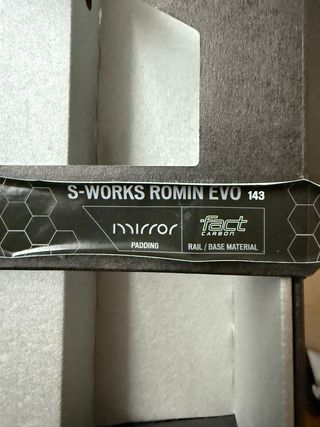 S-WORKS ROMIN EVO 143
mirror
PADDING
fact
CARBON
RAIL / BASE MATERIAL